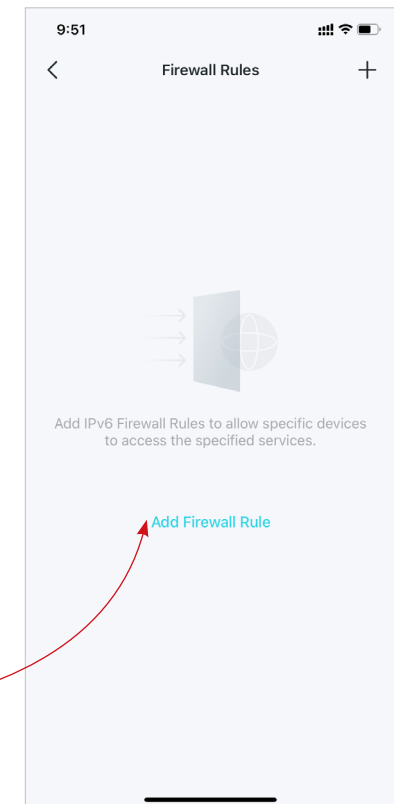 9:51
Firewall Rules
Add IPv6 Firewall Rules to allow specific devices
to access the specified services.
Add Firewall Rule